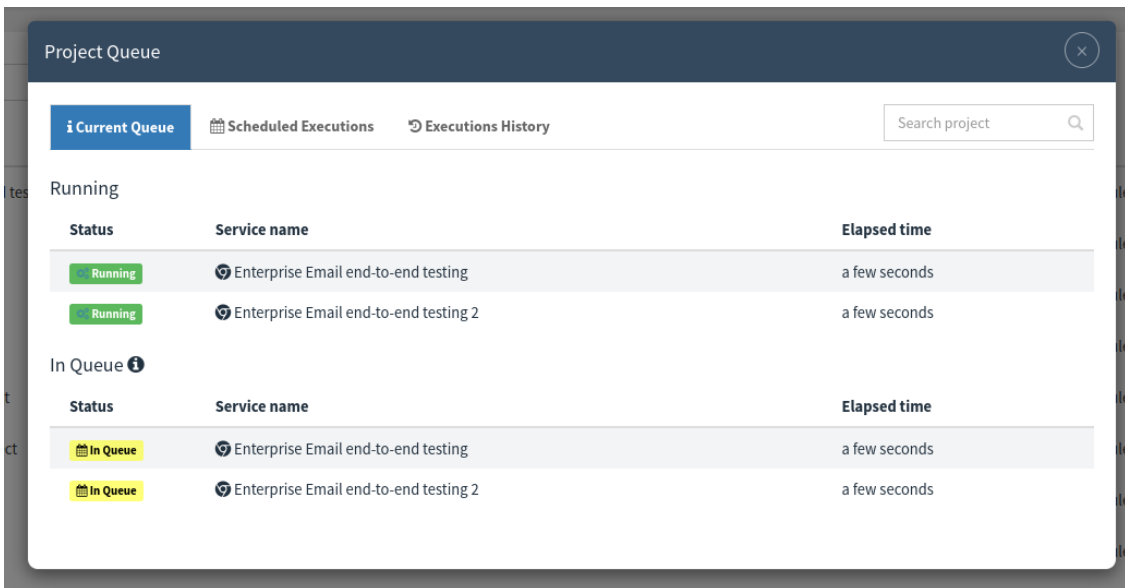 Project Queue
Current Queue Scheduled Executions Executions History Search project
Running
Status Service name Elapsed time
Running Enterprise Email end-to-end testing a few seconds
Running Enterprise Email end-to-end testing 2 a few seconds
In Queue
Status Service name Elapsed time
In Queue Enterprise Email end-to-end testing a few seconds
In Queue Enterprise Email end-to-end testing 2 a few seconds